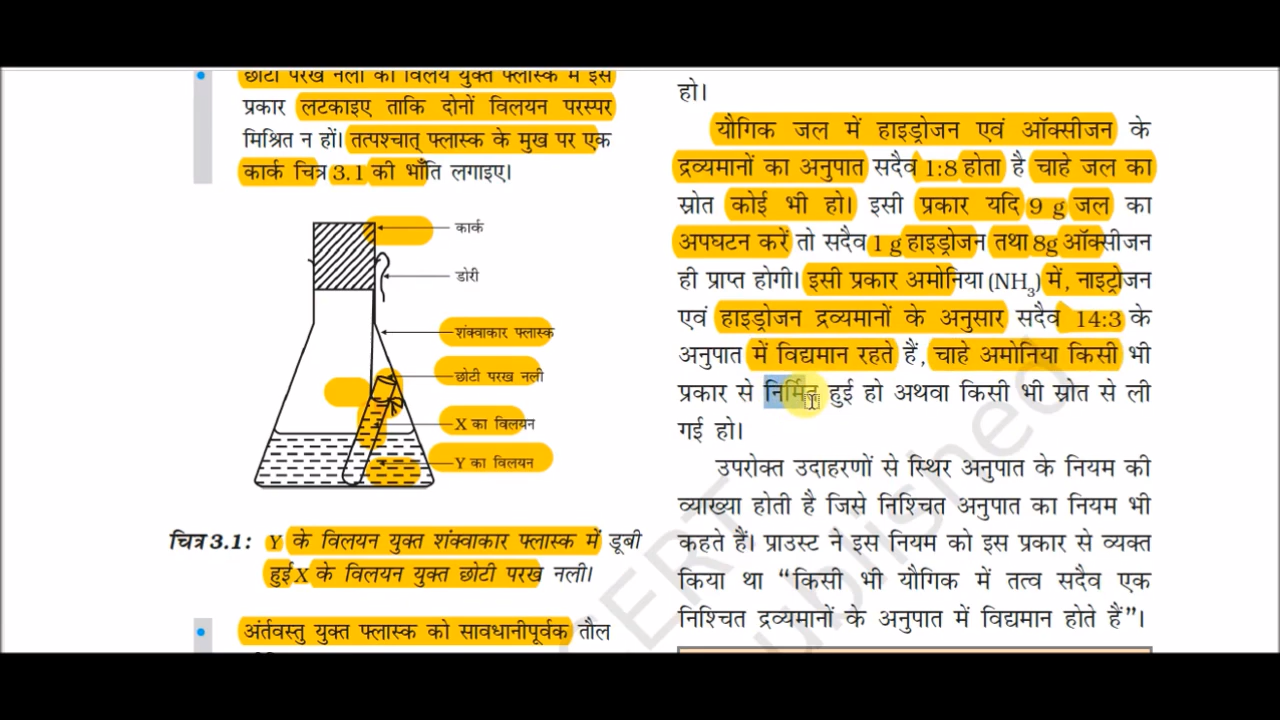 छोटी परख नली को विलय युक्त फ्लास्क में इस
प्रकार लटकाइए ताकि दोनों विलयन परस्पर
मिश्रित न हों। तत्पश्चात् फ्लास्क के मुख पर एक
कार्क चित्र 3.1 की भाँति लगाइए।
कार्क
डोरी
शंक्वाकार फ्लास्क
छोटी परख नली
X का विलयन
Y का विलयन
चित्र 3.1: Y के विलयन युक्त शंक्वाकार फ्लास्क में डूबी
हुई X के विलयन युक्त छोटी परख नली।
अंर्तवस्तु युक्त फ्लास्क को सावधानीपूर्वक तौल
हो।
यौगिक जल में हाइड्रोजन एवं ऑक्सीजन के
द्रव्यमानों का अनुपात सदैव 1:8 होता है चाहे जल का
स्रोत कोई भी हो। इसी प्रकार यदि 9 g जल का
अपघटन करें तो सदैव 1 g हाइड्रोजन तथा 8g ऑक्सीजन
ही प्राप्त होगी। इसी प्रकार अमोनिया (NH3) में, नाइट्रोजन
एवं हाइड्रोजन द्रव्यमानों के अनुसार सदैव 14:3 के
अनुपात में विद्यमान रहते हैं, चाहे अमोनिया किसी भी
प्रकार से निर्मित हुई हो अथवा किसी भी स्रोत से ली
गई हो।
उपरोक्त उदाहरणों से स्थिर अनुपात के नियम की
व्याख्या होती है जिसे निश्चित अनुपात का नियम भी
कहते हैं। प्राउस्ट ने इस नियम को इस प्रकार से व्यक्त
किया था “किसी भी यौगिक में तत्व सदैव एक
निश्चित द्रव्यमानों के अनुपात में विद्यमान होते हैं”।